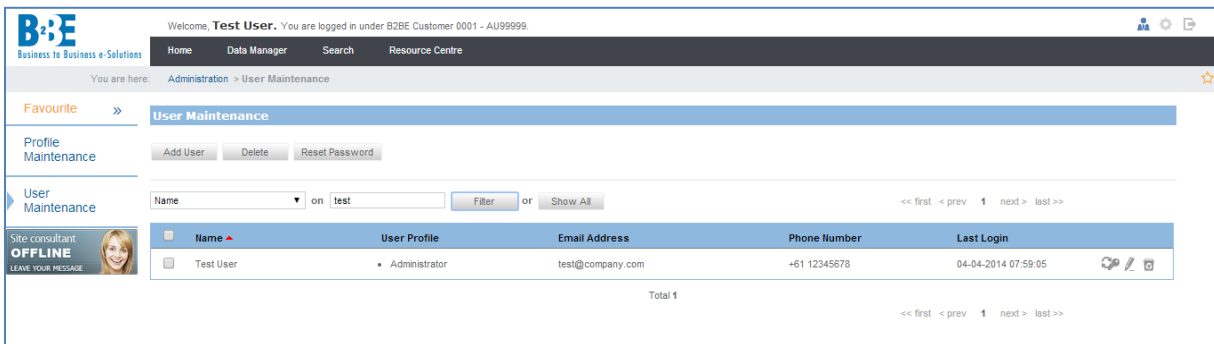 B2BE
Business to Business e-Solutions
Welcome, Test User. You are logged in under B2BE Customer 0001 - AU99999.
Home Data Manager Search Resource Centre
You are here: Administration > User Maintenance
Favourite »
Profile
Maintenance
User
Maintenance
Site consultant
OFFLINE
LEAVE YOUR MESSAGE
User Maintenance
Add User Delete Reset Password
Name on test Filter or Show All << first < prev 1 next > last >>
Name User Profile Email Address Phone Number Last Login
Test User • Administrator test@company.com +61 12345678 04-04-2014 07:59:05
Total 1
<< first < prev 1 next > last >>